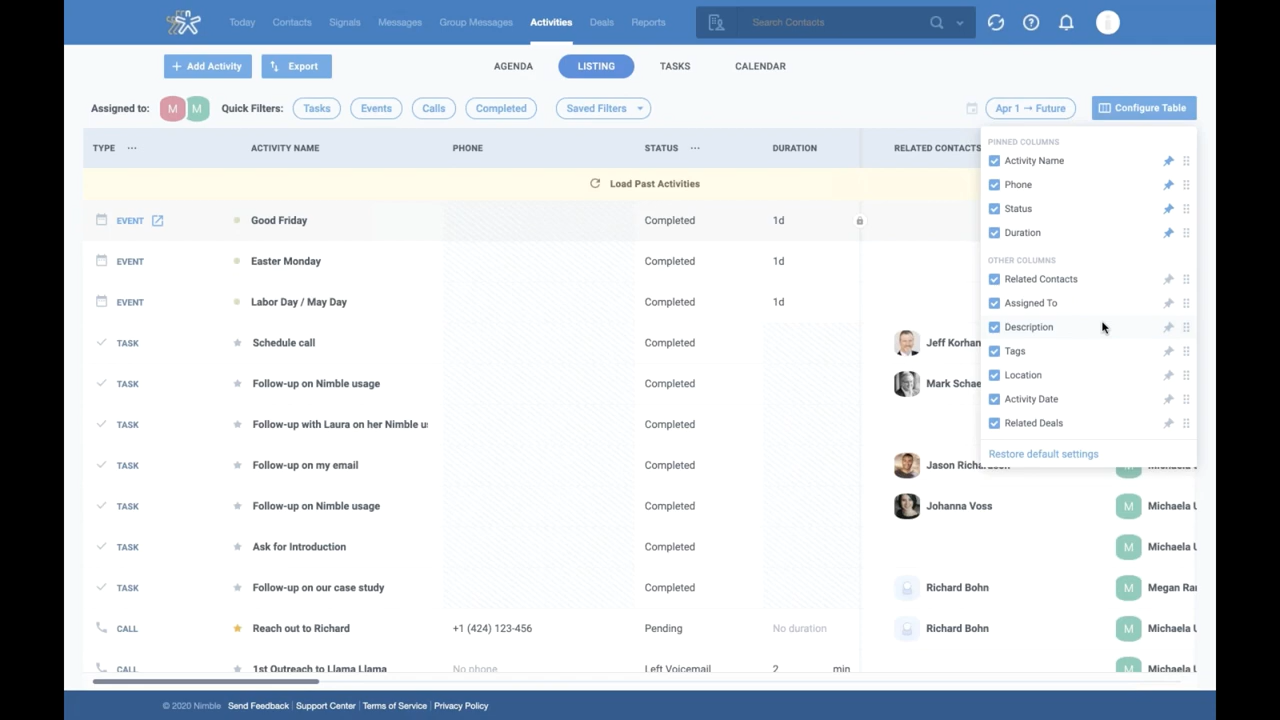 Today Contacts Signals Messages Group Messages Activities Deals Reports Search Contacts
+ Add Activity Export AGENDA LISTING TASKS CALENDAR
Assigned to: M M Quick Filters: Tasks Events Calls Completed Saved Filters Apr 1 → Future Configure Table
TYPE ... ACTIVITY NAME PHONE STATUS ... DURATION RELATED CONTACTS
Load Past Activities
EVENT Good Friday Completed 1d
EVENT Easter Monday Completed 1d
EVENT Labor Day / May Day Completed 1d
TASK Schedule call Completed Jeff Korhan
TASK Follow-up on Nimble usage Completed Mark Schae
TASK Follow-up with Laura on her Nimble u Completed
TASK Follow-up on my email Completed Jason M
TASK Follow-up on Nimble usage Completed Johanna Voss M Michaela U
TASK Ask for Introduction Completed M Michaela U
TASK Follow-up on our case study Completed Richard Bohn M Megan Ra
CALL Reach out to Richard +1 (424) 123-456 Pending No duration Richard Bohn M Michaela U
CALL 1st Outreach to Llama Llama No phone Left Voicemail 2 min M Michaela U
PINNED COLUMNS
Activity Name
Phone
Status
Duration
OTHER COLUMNS
Related Contacts
Assigned To
Description
Tags
Location
Activity Date
Related Deals
Restore default settings
© 2020 Nimble Send Feedback | Support Center | Terms of Service | Privacy Policy